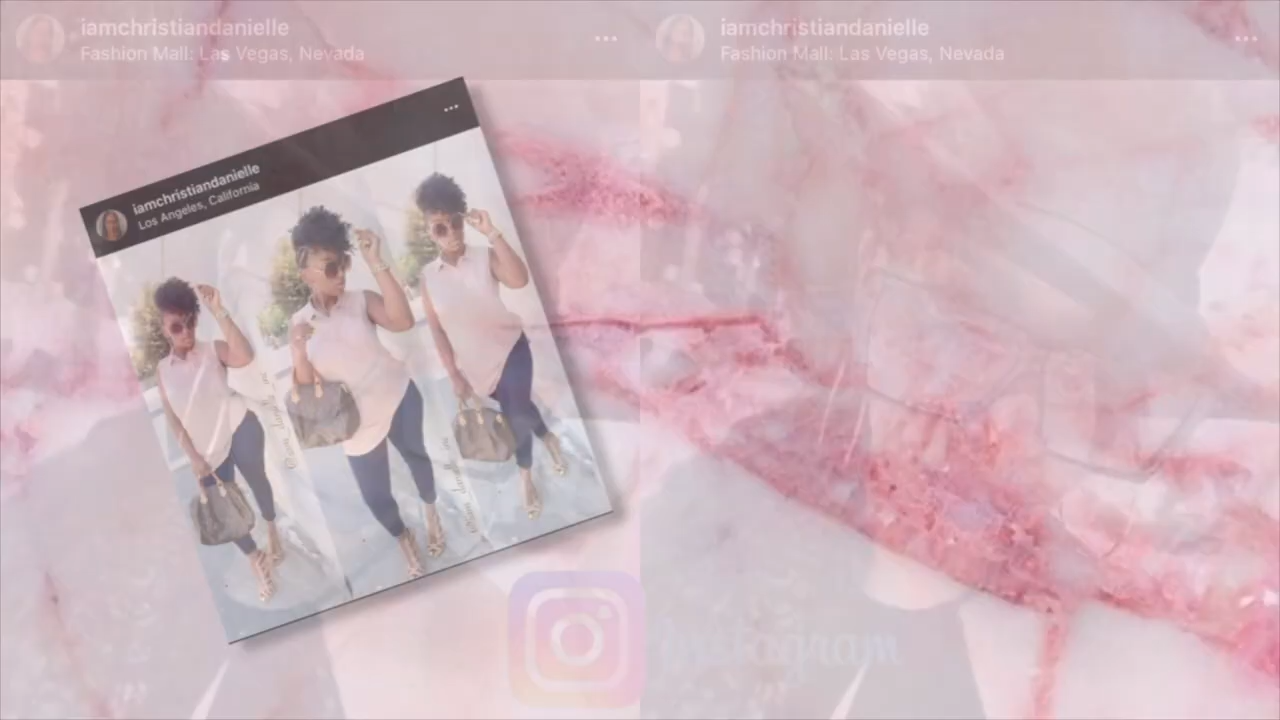 iamchristiandanielle
Fashion Mall: Las Vegas, Nevada
iamchristiandanielle
Fashion Mall: Las Vegas, Nevada
iamchristiandanielle
Los Angeles, California
Instagram